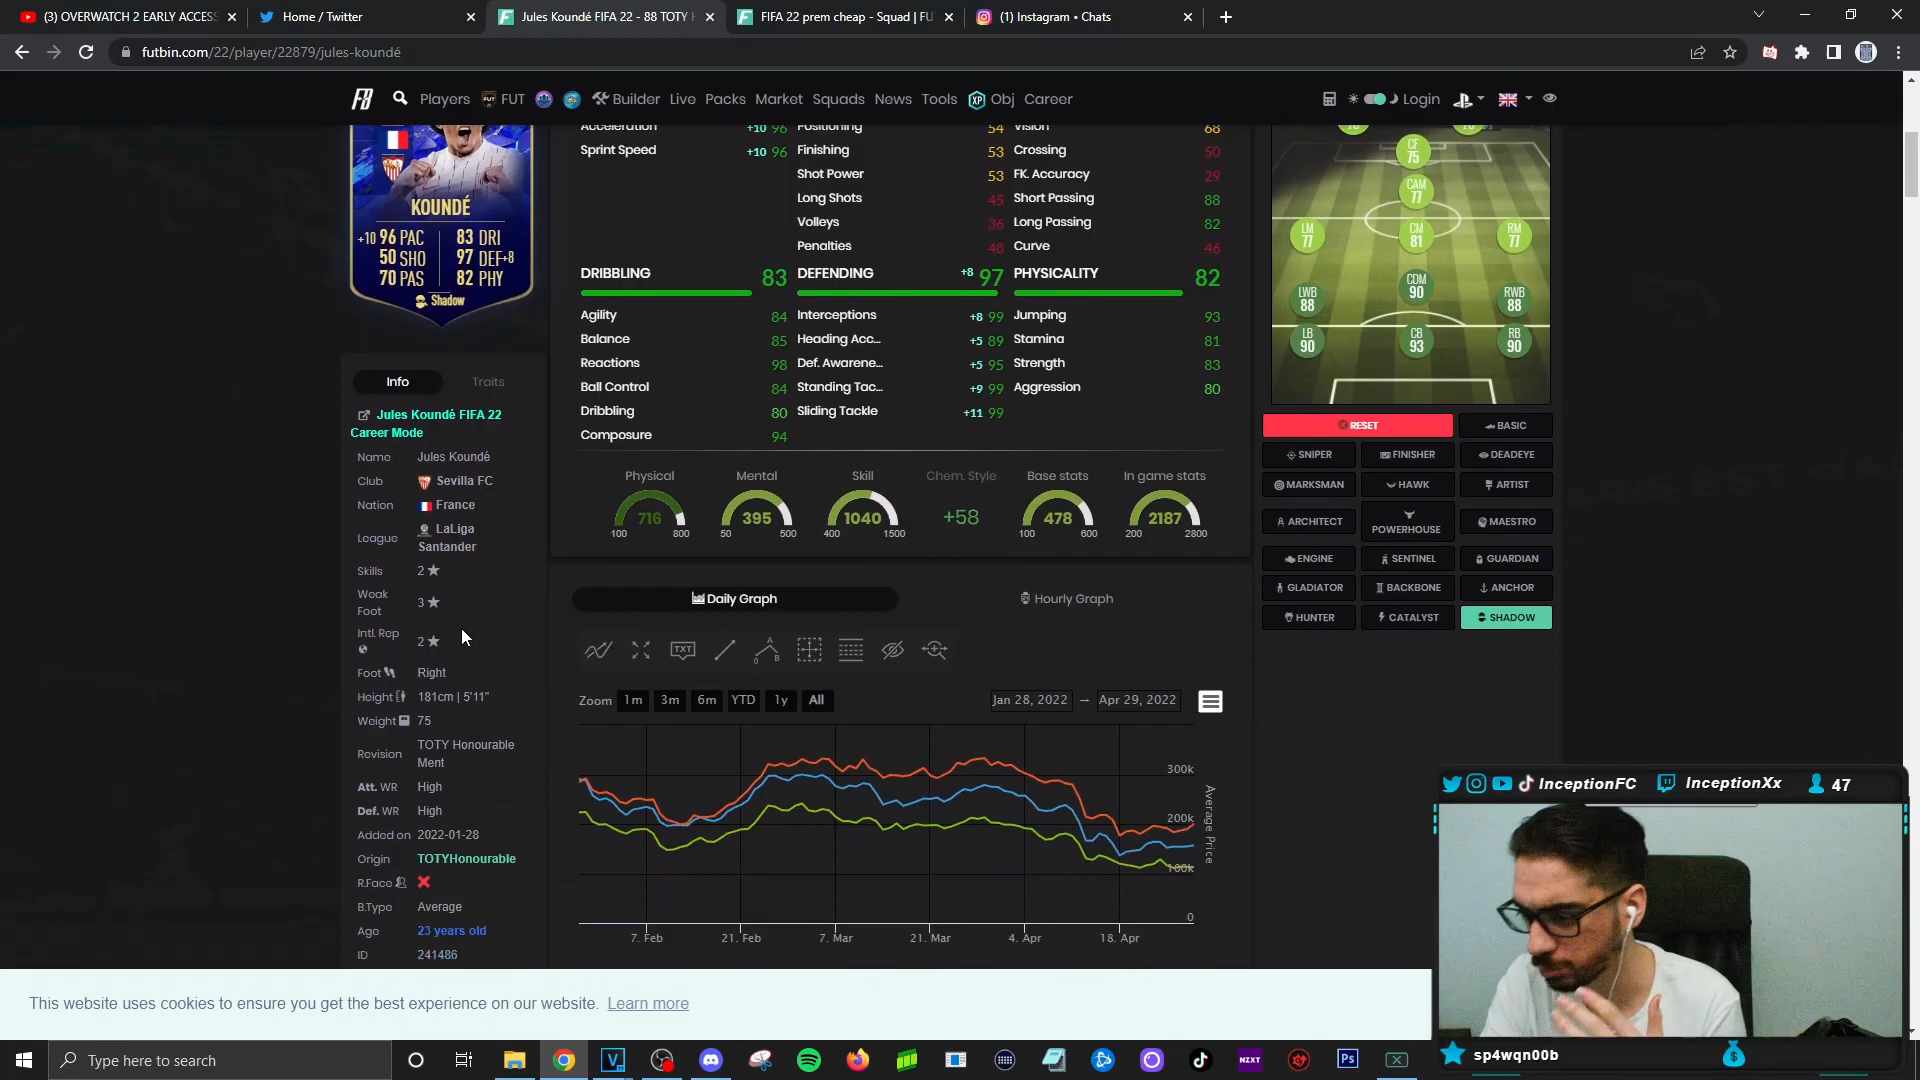 (3) OVERWATCH 2 EARLY ACCESS
Home / Twitter
Jules Koundé FIFA 22 - 88 TOTY H
FIFA 22 prem cheap - Squad | FU
(1) Instagram • Chats
futbin.com/22/player/22879/jules-koundé
Players FUT Builder Live Packs Market Squads News Tools XP Obj Career Login
KOUNDÉ
+10 96 PAC 83 DRI
50 SHO 97 DEF+8
70 PAS 82 PHY
Shadow
Acceleration +10 96 Positioning 54 Vision 68
Sprint Speed +10 96 Finishing 53 Crossing 50
Shot Power 53 FK. Accuracy 29
Long Shots 45 Short Passing 88
Volleys 36 Long Passing 82
Penalties 48 Curve 46
DRIBBLING 83 DEFENDING +8 97 PHYSICALITY 82
Agility 84 Interceptions +8 99 Jumping 93
Balance 85 Heading Acc... +5 89 Stamina 81
Reactions 98 Def. Awarene... +5 95 Strength 83
Ball Control 84 Standing Tac... +9 99 Aggression 80
Dribbling 80 Sliding Tackle +11 99
Composure 94
Physical Mental Skill Chem. Style Base stats In game stats
716 395 1040 +58 478 2187
100 800 50 500 400 1500 100 600 200 2800
CF
75
CAM
77
LM
77
CM
81
RM
77
LWB
88
CDM
90
RWB
88
LB
90
CB
93
RB
90
RESET BASIC
SNIPER FINISHER DEADEYE
MARKSMAN HAWK ARTIST
ARCHITECT POWERHOUSE MAESTRO
ENGINE SENTINEL GUARDIAN
GLADIATOR BACKBONE ANCHOR
HUNTER CATALYST SHADOW
Info Traits
Jules Koundé FIFA 22
Career Mode
Name Jules Koundé
Club Sevilla FC
Nation France
League LaLiga
Santander
Skills 2
Weak
Foot 3
Intl. Rep 2
Foot Right
Height 181cm | 5'11"
Weight 75
Revision TOTY Honourable
Ment
Att. WR High
Def. WR High
Added on 2022-01-28
Origin TOTYHonourable
R.Face
B.Type Average
Age 23 years old
ID 241486
Daily Graph Hourly Graph
TXT
Zoom 1m 3m 6m YTD 1y All Jan 28, 2022 → Apr 29, 2022
300k
200k
100k
0
Average Price
7. Feb 21. Feb 7. Mar 21. Mar 4. Apr 18. Apr
InceptionFC InceptionXx 47
sp4wqn00b
This website uses cookies to ensure you get the best experience on our website. Learn more
Type here to search
NZXT
Ps